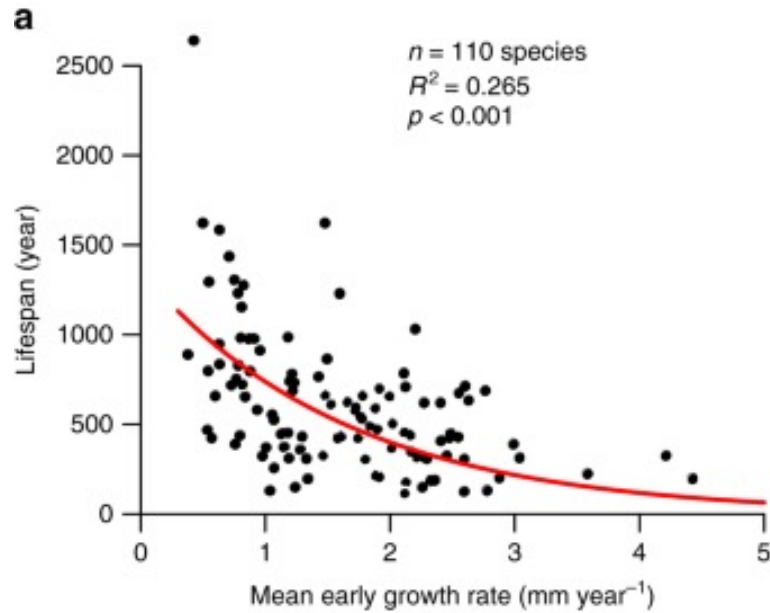 a
n = 110 species
R² = 0.265
p < 0.001
2500
2000
1500
1000
500
0
Lifespan (year)
0 1 2 3 4 5
Mean early growth rate (mm year⁻¹)